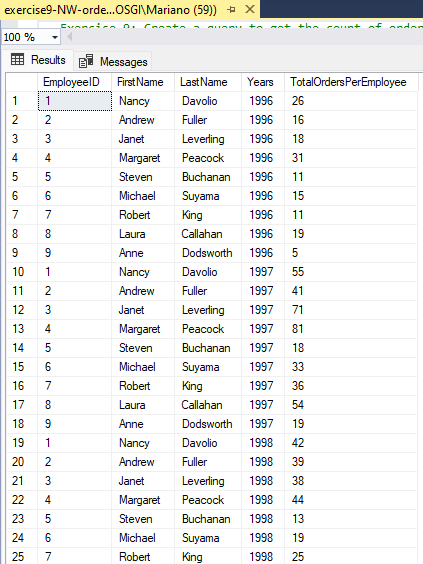 exercise9-NW-orde...OSGI\Mariano (59))
Exercise 9: Create a query to get the count of orders
100 %
Results Messages
EmployeeID FirstName LastName Years TotalOrdersPerEmployee
1 1 Nancy Davolio 1996 26
2 2 Andrew Fuller 1996 16
3 3 Janet Leverling 1996 18
4 4 Margaret Peacock 1996 31
5 5 Steven Buchanan 1996 11
6 6 Michael Suyama 1996 15
7 7 Robert King 1996 11
8 8 Laura Callahan 1996 19
9 9 Anne Dodsworth 1996 5
10 1 Nancy Davolio 1997 55
11 2 Andrew Fuller 1997 41
12 3 Janet Leverling 1997 71
13 4 Margaret Peacock 1997 81
14 5 Steven Buchanan 1997 18
15 6 Michael Suyama 1997 33
16 7 Robert King 1997 36
17 8 Laura Callahan 1997 54
18 9 Anne Dodsworth 1997 19
19 1 Nancy Davolio 1998 42
20 2 Andrew Fuller 1998 39
21 3 Janet Leverling 1998 38
22 4 Margaret Peacock 1998 44
23 5 Steven Buchanan 1998 13
24 6 Michael Suyama 1998 19
25 7 Robert King 1998 25